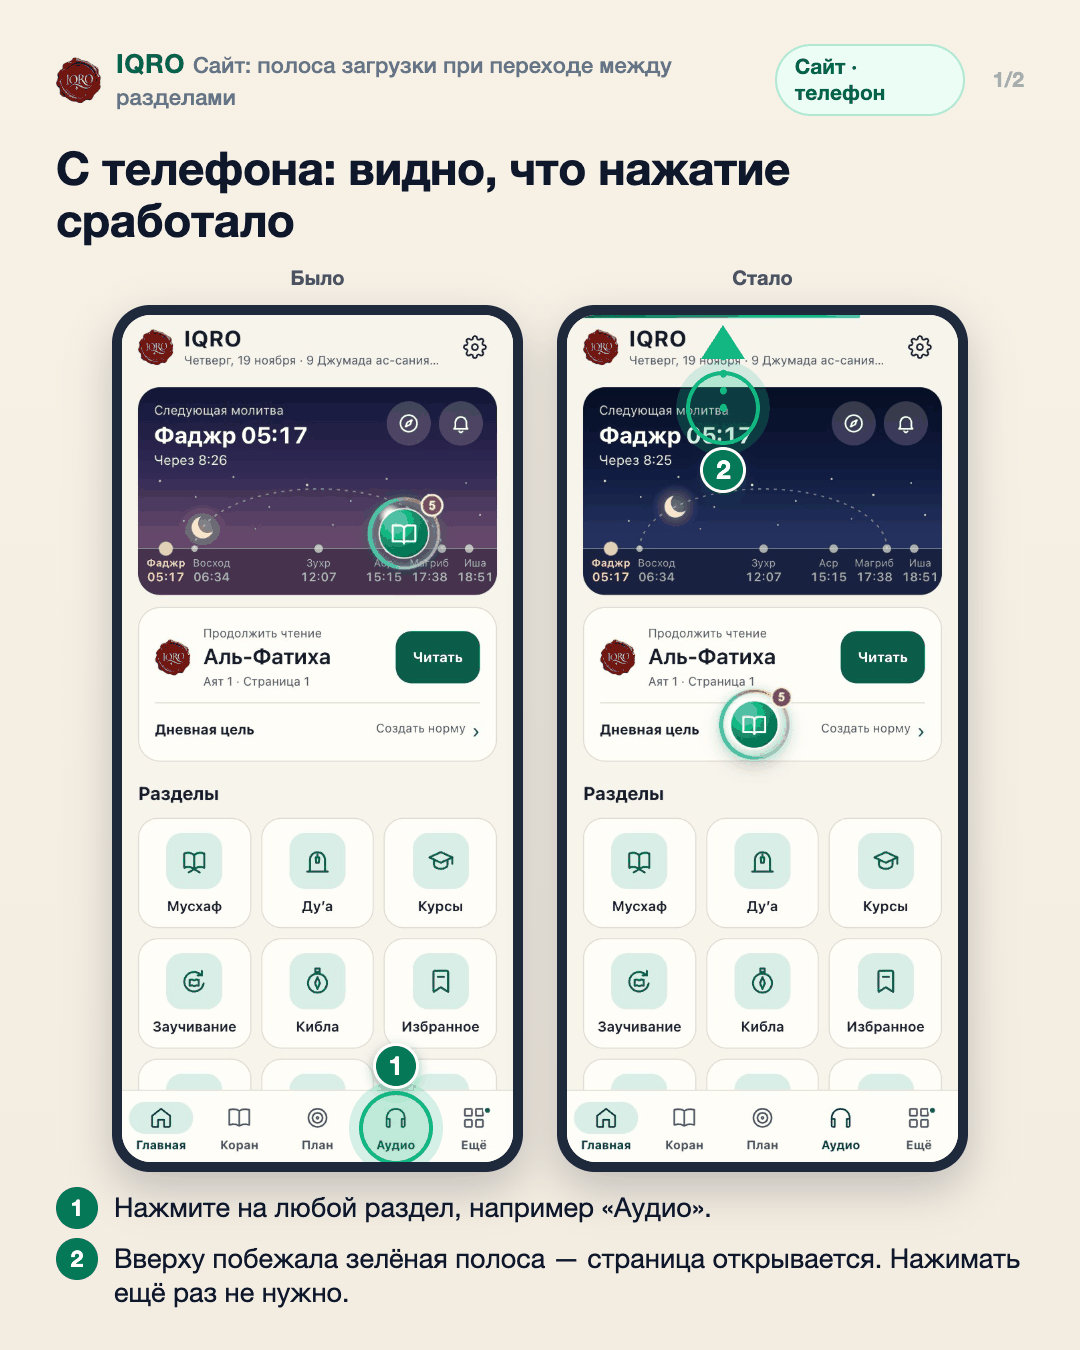 IQRO Сайт: полоса загрузки при переходе между
разделами
Сайт ·
телефон
1/2
С телефона: видно, что нажатие
сработало
Было
IQRO
Четверг, 19 ноября · 9 Джумада ас-сания...
Следующая молитва
Фаджр 05:17
Через 8:26
5
Фаджр Восход Зухр Аср Магриб Иша
05:17 06:34 12:07 15:15 17:38 18:51
Продолжить чтение
Аль-Фатиха
Аят 1 · Страница 1
Читать
Дневная цель
Создать норму ›
Разделы
Мусхаф Ду'а Курсы
Заучивание Кибла Избранное
1
Главная Коран План Аудио Ещё
Стало
IQRO
Четверг, 19 ноября · 9 Джумада ас-сания...
Следующая молитва
Фаджр 05:17
Через 8:25
2
Фаджр Восход Зухр Аср Магриб Иша
05:17 06:34 12:07 15:15 17:38 18:51
Продолжить чтение
Аль-Фатиха
Аят 1 · Страница 1
Читать
5
Дневная цель
Создать норму ›
Разделы
Мусхаф Ду'а Курсы
Заучивание Кибла Избранное
Главная Коран План Аудио Ещё
1 Нажмите на любой раздел, например «Аудио».
2 Вверху побежала зелёная полоса — страница открывается. Нажимать
ещё раз не нужно.